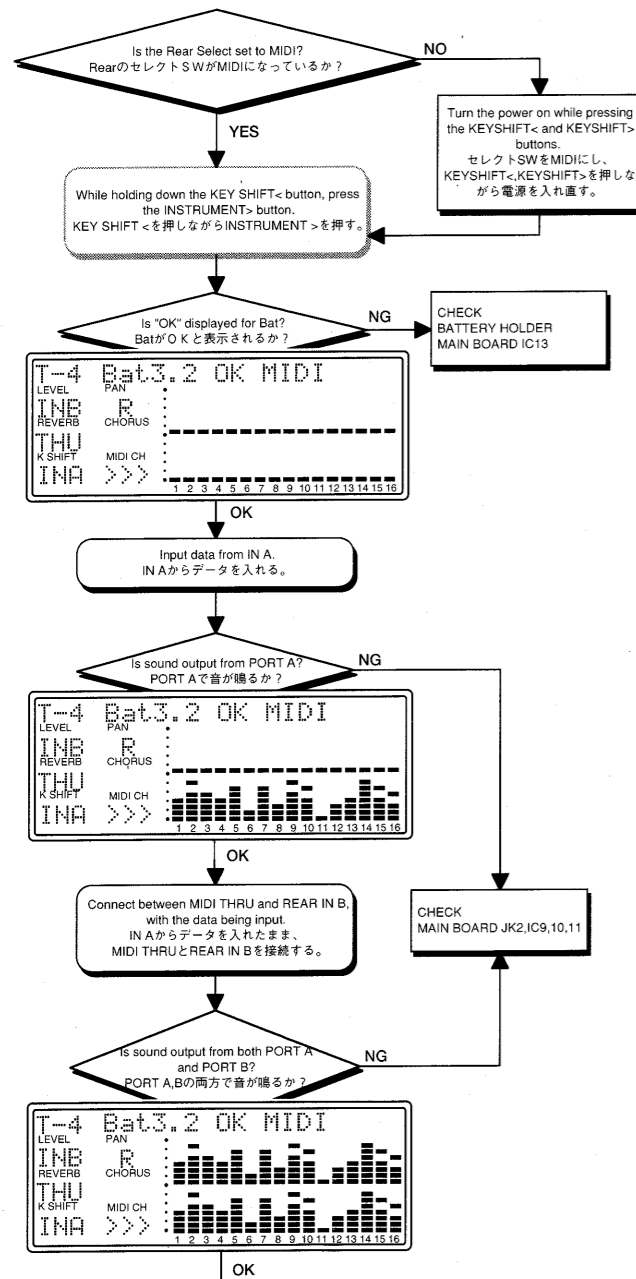 Is the Rear Select set to MIDI?
RearのセレクトSWがMIDIになっているか?
NO
YES
Turn the power on while pressing
the KEYSHIFT< and KEYSHIFT>
buttons.
セレクトSWをMIDIにし、
KEYSHIFT<,KEYSHIFT>を押しな
がら電源を入れ直す。
While holding down the KEY SHIFT< button, press
the INSTRUMENT> button.
KEY SHIFT <を押しながらINSTRUMENT >を押す。
Is "OK" displayed for Bat?
BatがOKと表示されるか?
NG
CHECK
BATTERY HOLDER
MAIN BOARD IC13
T-4 Bat3.2 OK MIDI
LEVEL PAN
INB R
REVERB CHORUS
THU
K SHIFT MIDI CH
INA >>>
1 2 3 4 5 6 7 8 9 10 11 12 13 14 15 16
OK
Input data from IN A.
IN Aからデータを入れる。
Is sound output from PORT A?
PORT Aで音が鳴るか?
NG
T-4 Bat3.2 OK MIDI
LEVEL PAN
INB R
REVERB CHORUS
THU
K SHIFT MIDI CH
INA >>>
1 2 3 4 5 6 7 8 9 10 11 12 13 14 15 16
OK
Connect between MIDI THRU and REAR IN B,
with the data being input.
IN Aからデータを入れたまま、
MIDI THRUとREAR IN Bを接続する。
CHECK
MAIN BOARD JK2,IC9,10,11
Is sound output from both PORT A
and PORT B?
PORT A,Bの両方で音が鳴るか?
NG
T-4 Bat3.2 OK MIDI
LEVEL PAN
INB R
REVERB CHORUS
THU
K SHIFT MIDI CH
INA >>>
1 2 3 4 5 6 7 8 9 10 11 12 13 14 15 16
OK